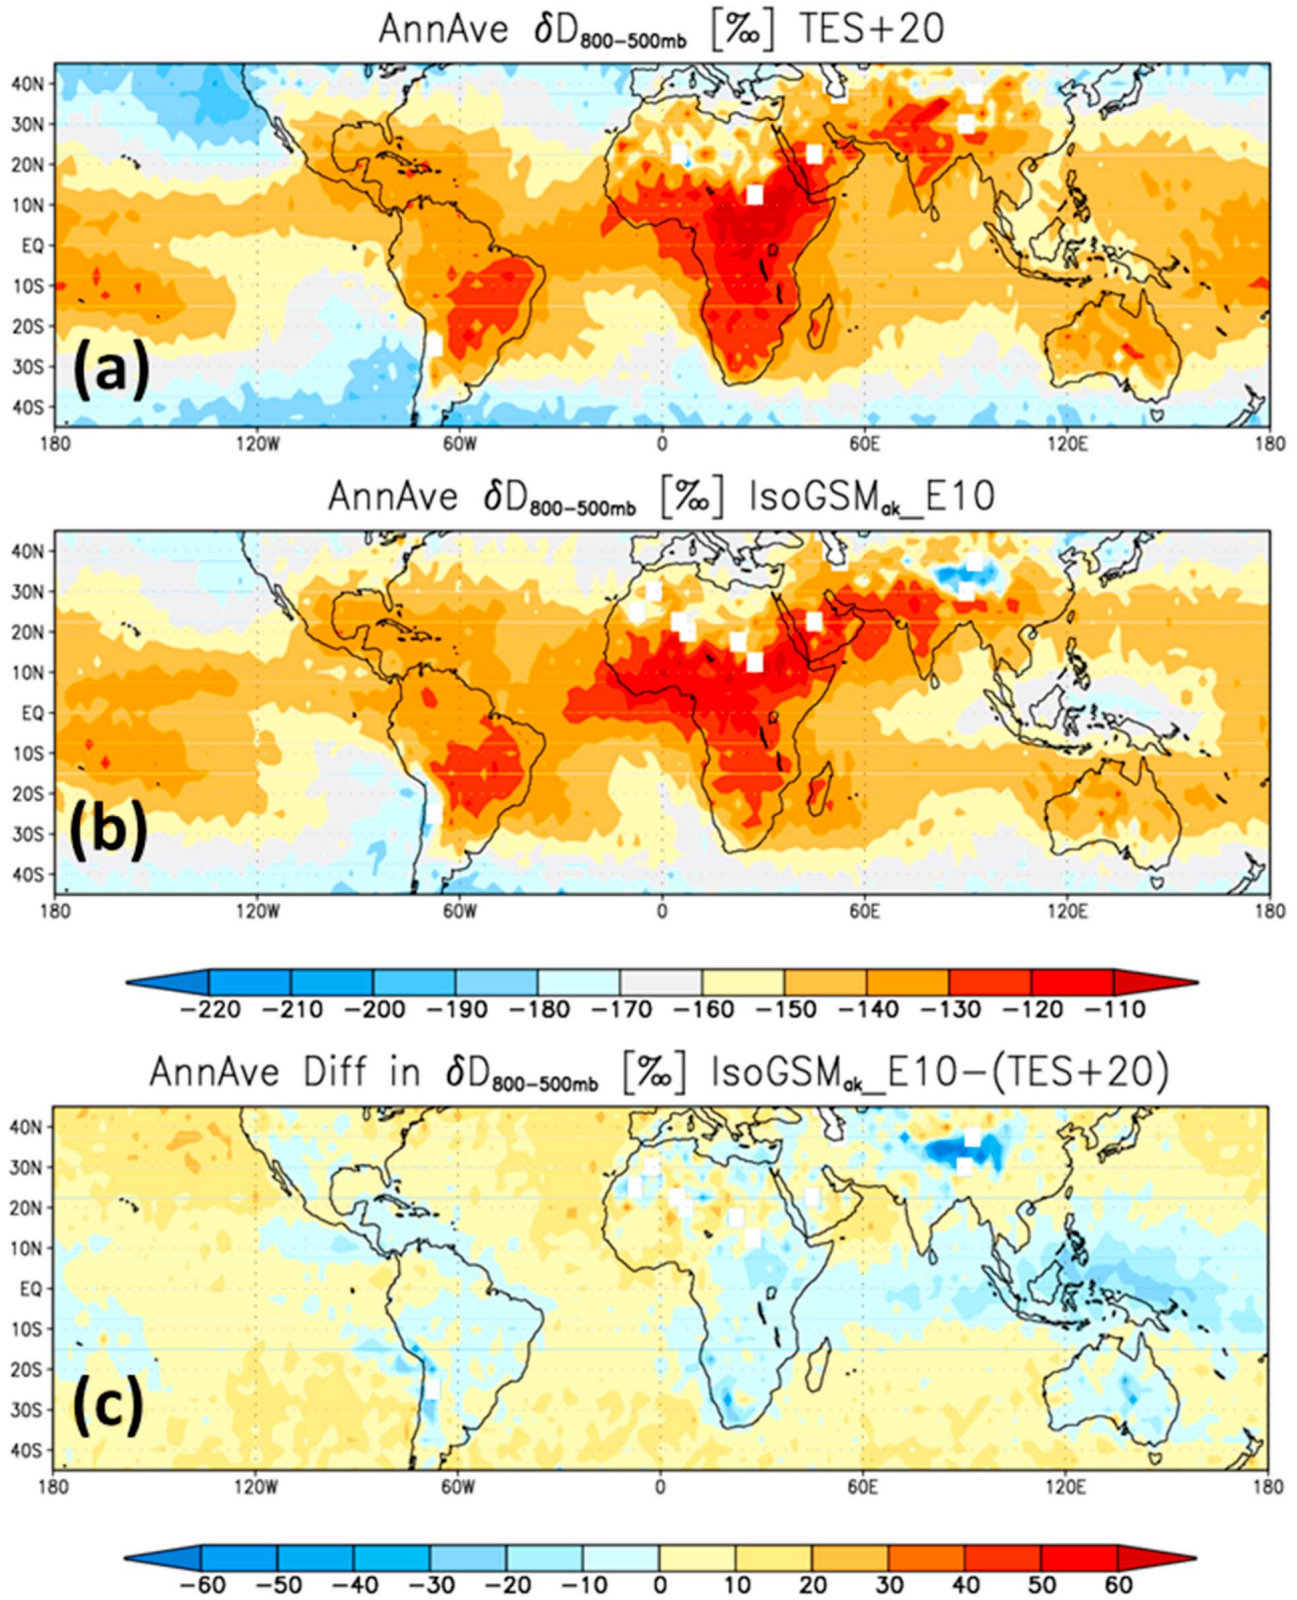 AnnAve δD800-500mb [‰] TES+20
40N
30N
20N
10N
EQ
10S
20S
30S
40S
(a)
180 120W 60W 0 60E 120E 180
AnnAve δD800-500mb [‰] IsoGSMak_E10
40N
30N
20N
10N
EQ
10S
20S
30S
40S
(b)
180 120W 60W 0 60E 120E 180
-220 -210 -200 -190 -180 -170 -160 -150 -140 -130 -120 -110
AnnAve Diff in δD800-500mb [‰] IsoGSMak_E10-(TES+20)
40N
30N
20N
10N
EQ
10S
20S
30S
40S
(c)
180 120W 60W 0 60E 120E 180
-60 -50 -40 -30 -20 -10 0 10 20 30 40 50 60